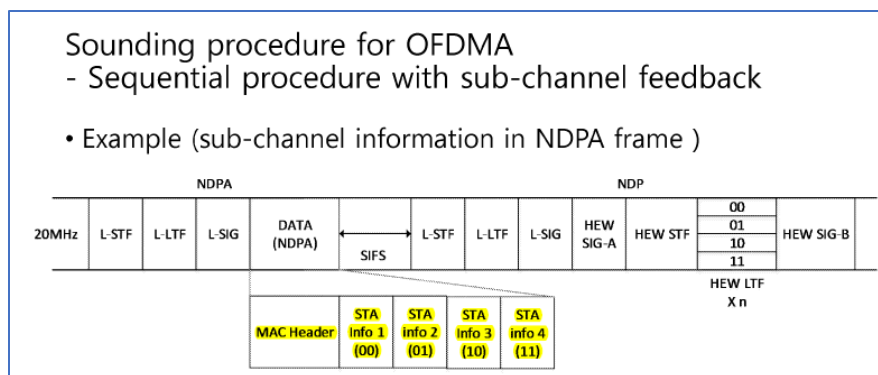 Sounding procedure for OFDMA
- Sequential procedure with sub-channel feedback
• Example (sub-channel information in NDPA frame )
NDPA NDP
20MHz L-STF L-LTF L-SIG DATA (NDPA) SIFS L-STF L-LTF L-SIG HEW SIG-A HEW STF 00 01 10 11 HEW SIG-B
HEW LTF
X n
MAC Header STA Info 1 (00) STA info 2 (01) STA Info 3 (10) STA info 4 (11)